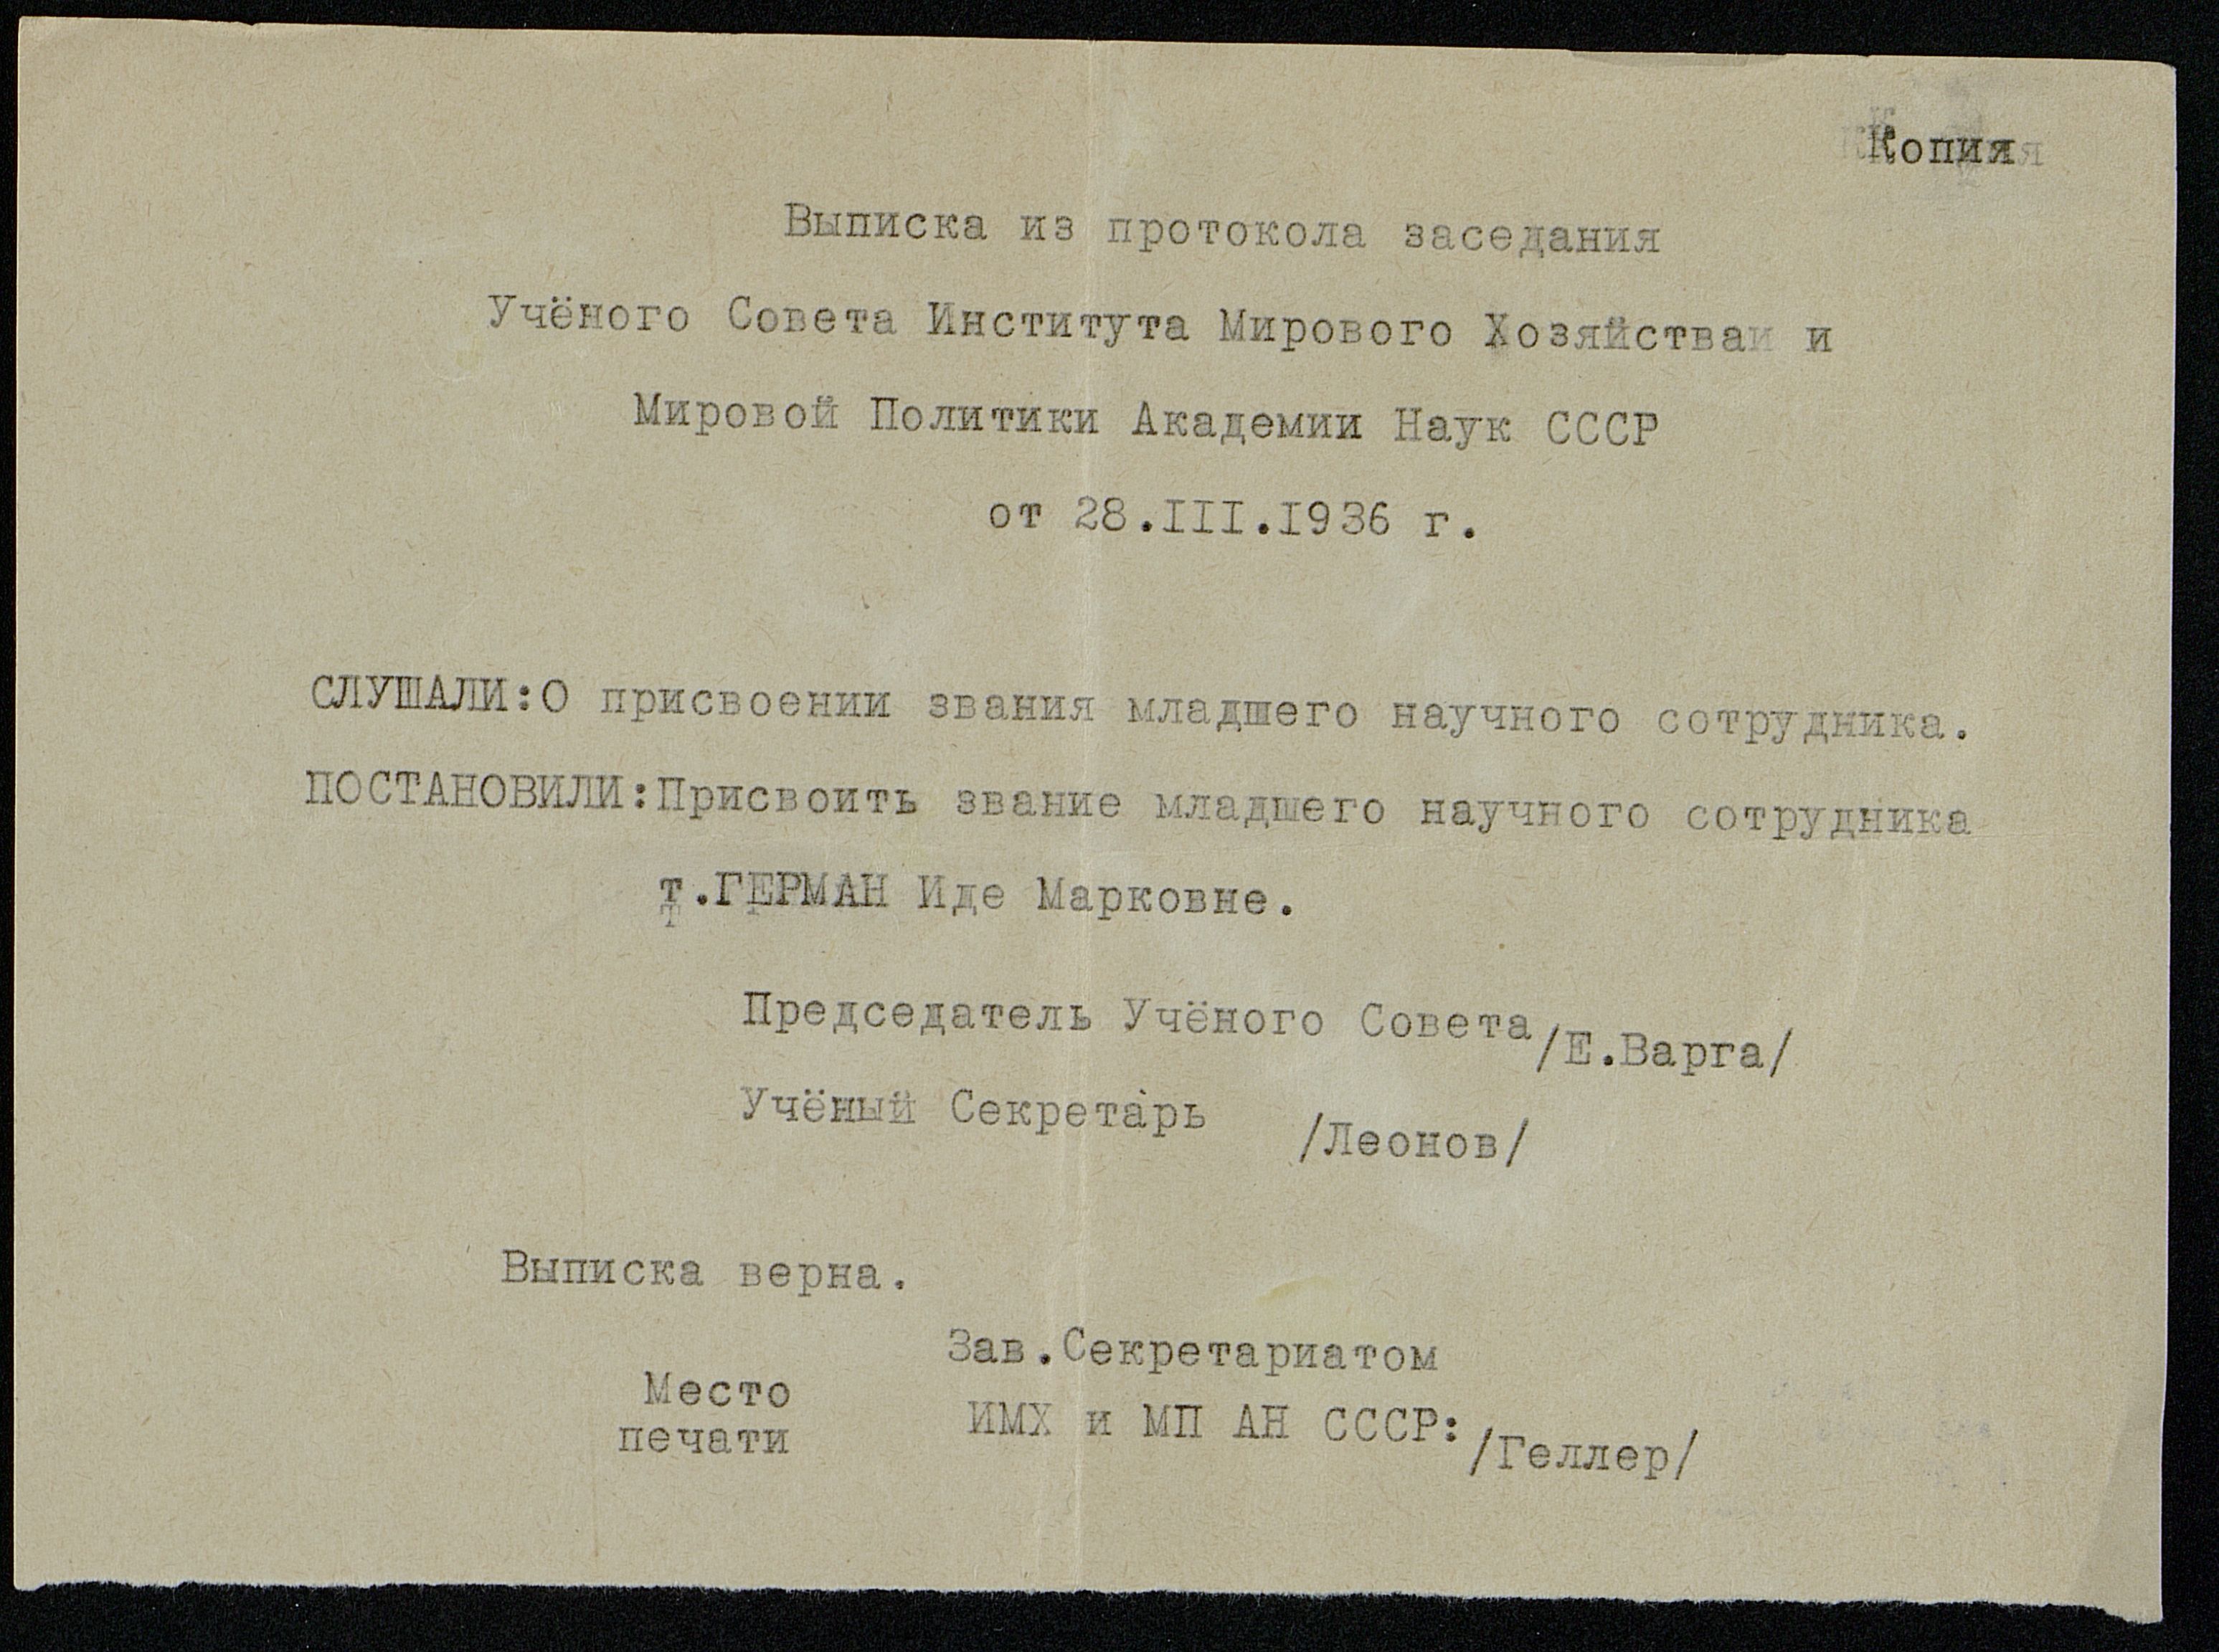 Копия
Выписка из протокола заседания
Учёного Совета Института Мирового Хозяйства и
Мировой Политики Академии Наук СССР
от 28.III.1936 г.
СЛУШАЛИ:О присвоении звания младшего научного сотрудника.
ПОСТАНОВИЛИ:Присвоить звание младшего научного сотрудника
т.ГЕРМАН Иде Марковне.
Председатель Учёного Совета /Е.Варга/
Учёный Секретарь /Леонов/
Выписка верна.
Зав.Секретариатом
Место
печати
ИМХ и МП АН СССР: /Геллер/